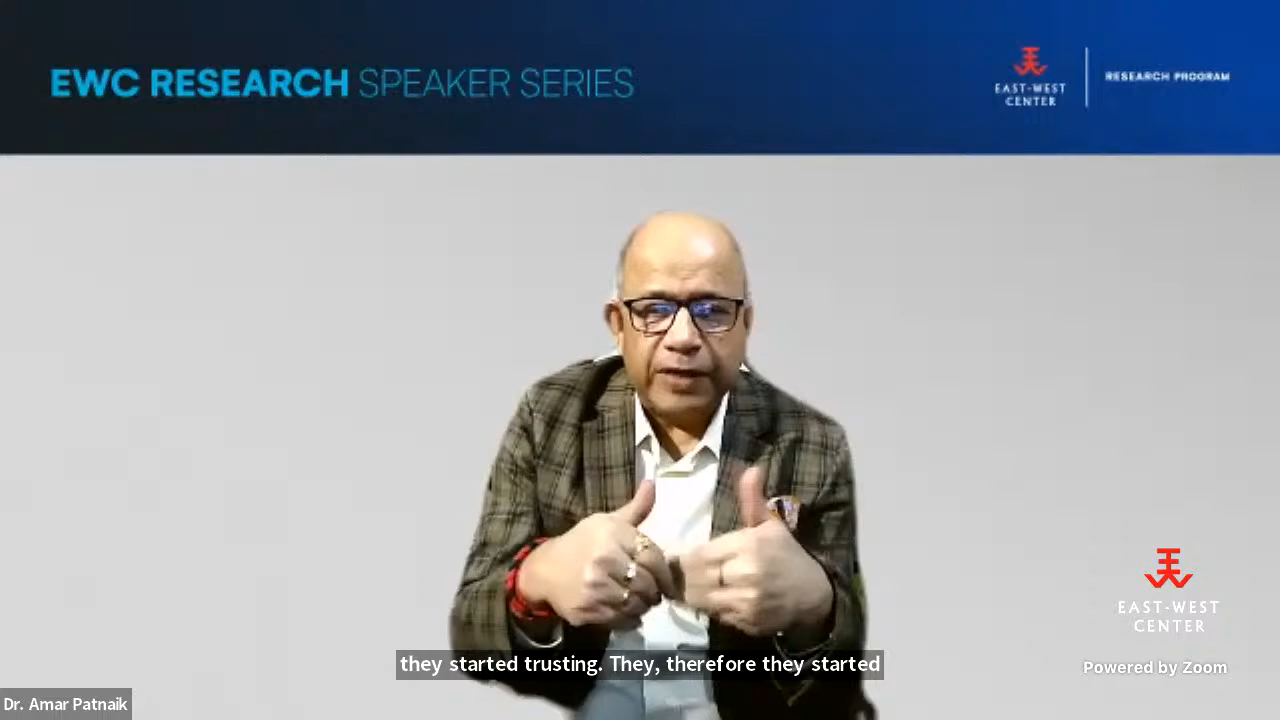 EWC RESEARCH SPEAKER SERIES
EAST-WEST
CENTER
RESEARCH PROGRAM
EAST-WEST
CENTER
they started trusting. They, therefore they started
Powered by Zoom
Dr. Amar Patnaik